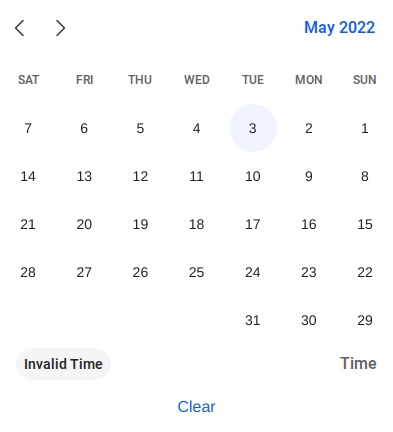 May 2022
SAT FRI THU WED TUE MON SUN
7 6 5 4 3 2 1
14 13 12 11 10 9 8
21 20 19 18 17 16 15
28 27 26 25 24 23 22
31 30 29
Invalid Time Time
Clear